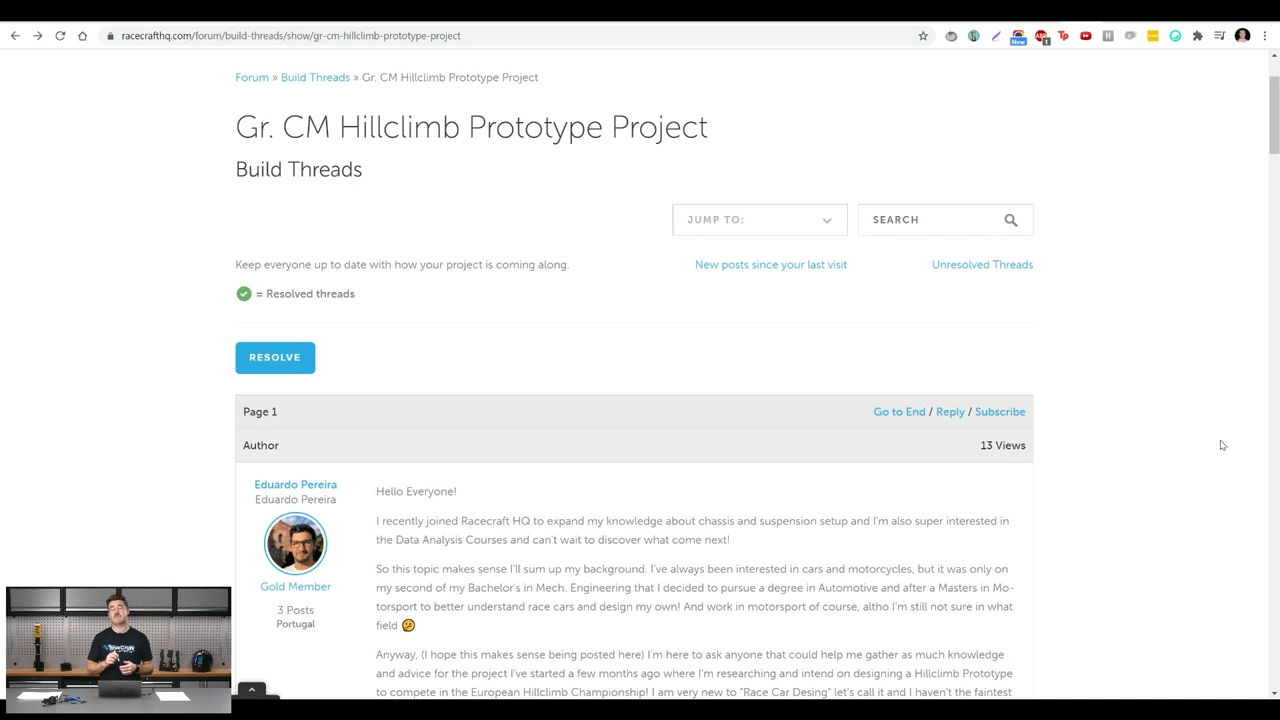 racecrafthq.com/forum/build-threads/show/gr-cm-hillclimb-prototype-project
New
1
Forum » Build Threads » Gr. CM Hillclimb Prototype Project
Gr. CM Hillclimb Prototype Project
Build Threads
JUMP TO:
SEARCH
Keep everyone up to date with how your project is coming along.
New posts since your last visit
Unresolved Threads
= Resolved threads
RESOLVE
Page 1
Go to End / Reply / Subscribe
Author
13 Views
Eduardo Pereira
Eduardo Pereira
Gold Member
3 Posts
Portugal
Hello Everyone!
I recently joined Racecraft HQ to expand my knowledge about chassis and suspension setup and I'm also super interested in
the Data Analysis Courses and can't wait to discover what come next!
So this topic makes sense I'll sum up my background. I've always been interested in cars and motorcycles, but it was only on
my second of my Bachelor's in Mech. Engineering that I decided to pursue a degree in Automotive and after a Masters in Mo-
torsport to better understand race cars and design my own! And work in motorsport of course, altho I'm still not sure in what
field
Anyway, (I hope this makes sense being posted here) I'm here to ask anyone that could help me gather as much knowledge
and advice for the project I've started a few months ago where I'm researching and intend on designing a Hillclimb Prototype
to compete in the European Hillclimb Championship! I am very new to "Race Car Desing" let's call it and I haven't the faintest